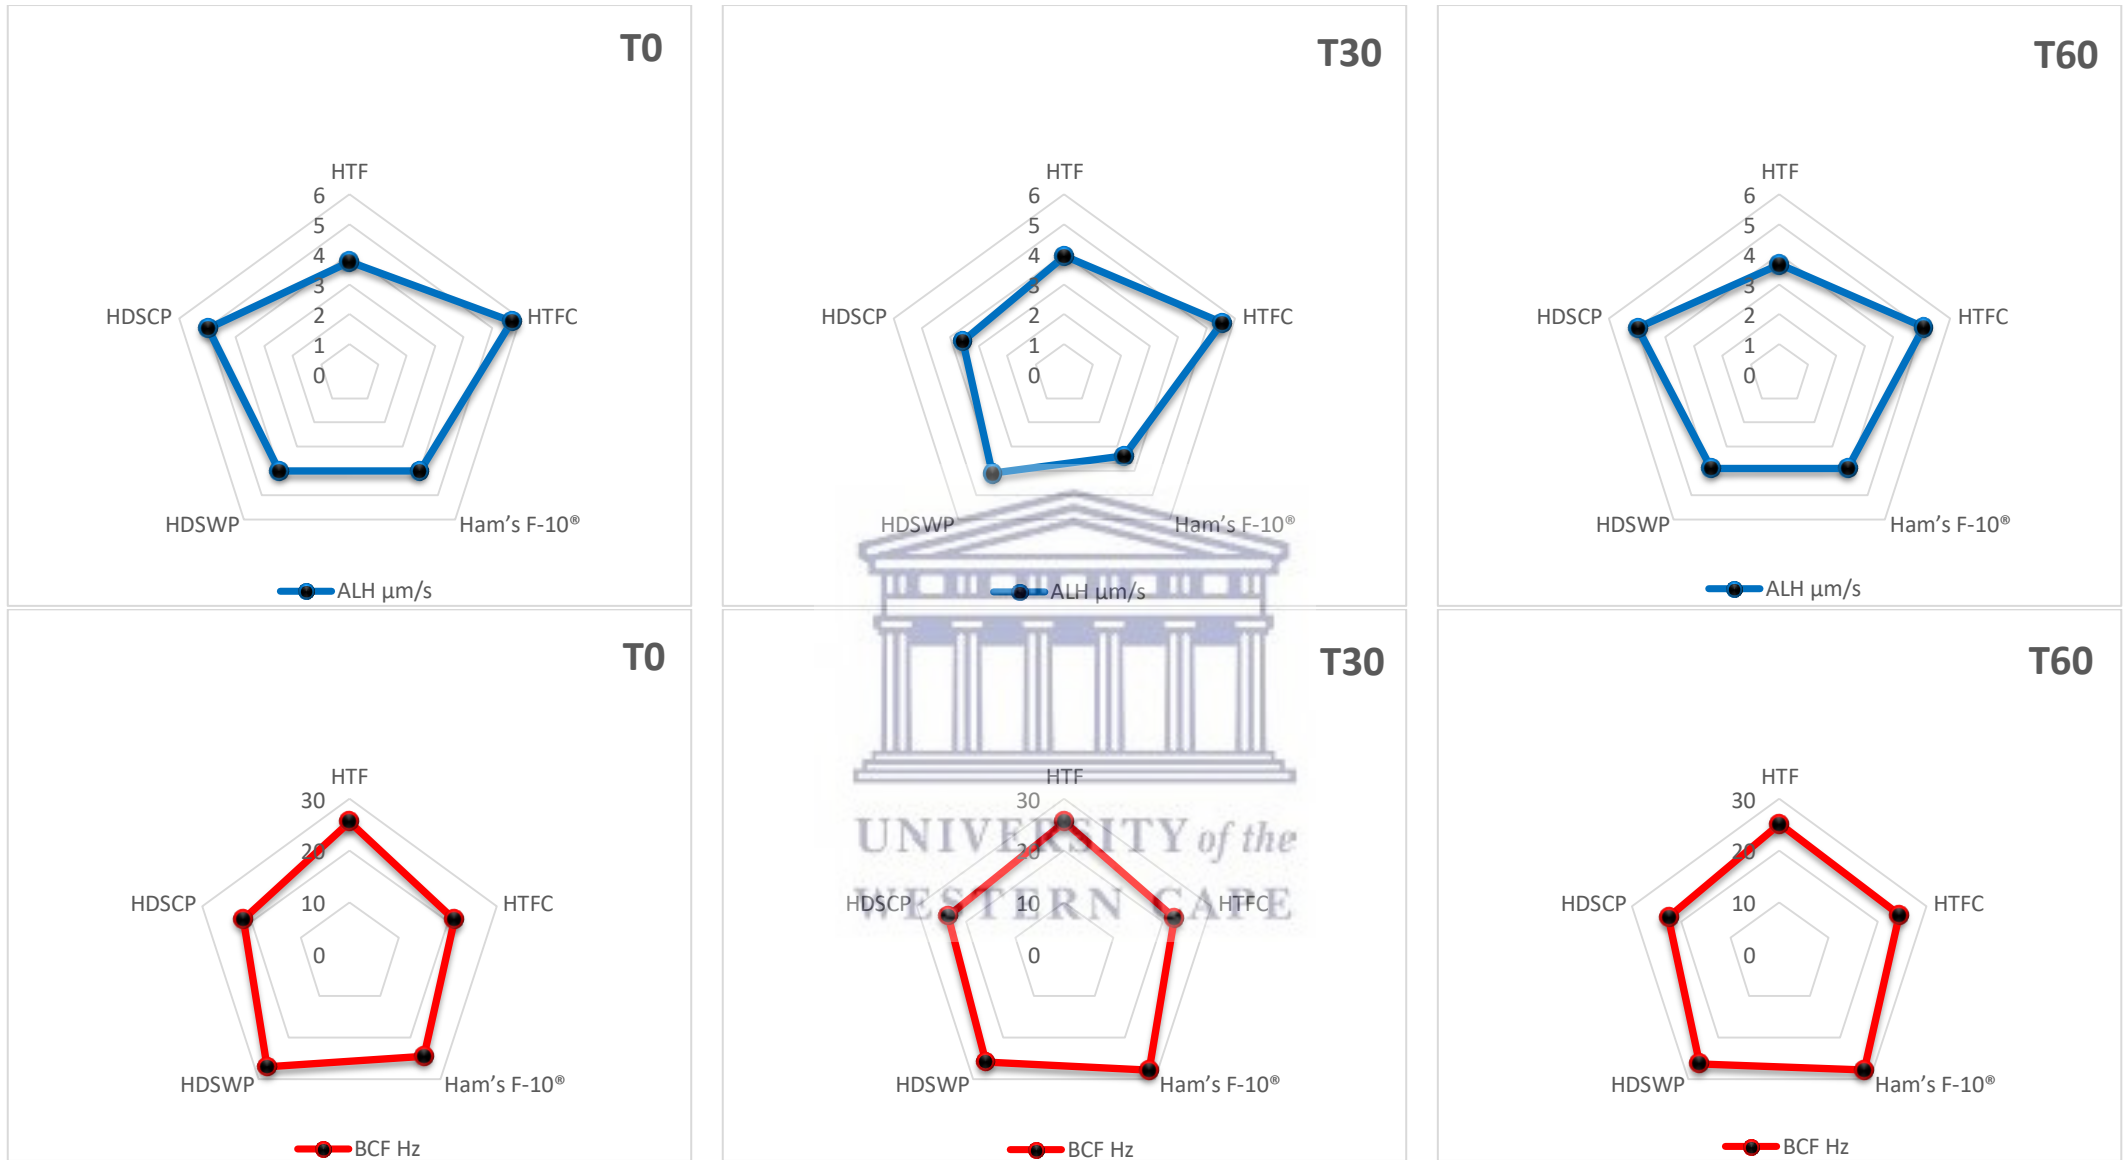 T0
HTF
6
5
4
3
2
1
0
HTFC
Ham's F-10®
HDSWP
HDSCP
ALH µm/s
T30
HTF
6
5
4
3
2
1
0
HTFC
Ham's F-10®
HDSWP
HDSCP
ALH µm/s
T60
HTF
6
5
4
3
2
1
0
HTFC
Ham's F-10®
HDSWP
HDSCP
ALH µm/s
T0
HTF
30
20
10
0
HTFC
Ham's F-10®
HDSWP
HDSCP
BCF Hz
T30
HTF
30
20
10
0
HTFC
Ham's F-10®
HDSWP
HDSCP
BCF Hz
UNIVERSITY of the
WESTERN CAPE
T60
HTF
30
20
10
0
HTFC
Ham's F-10®
HDSWP
HDSCP
BCF Hz